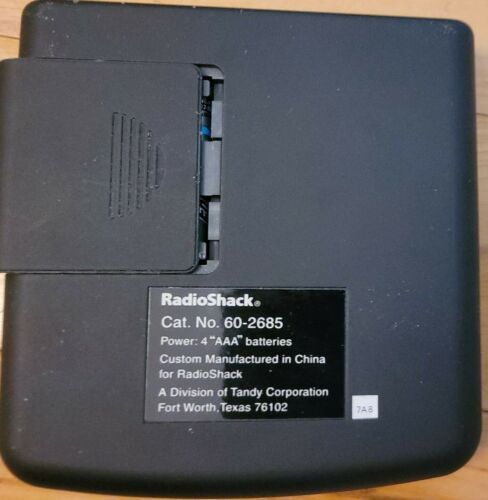 RadioShack®
Cat. No. 60-2685
Power: 4 "AAA" batteries
Custom Manufactured in China
for RadioShack
A Division of Tandy Corporation
Fort Worth, Texas 76102
7A8